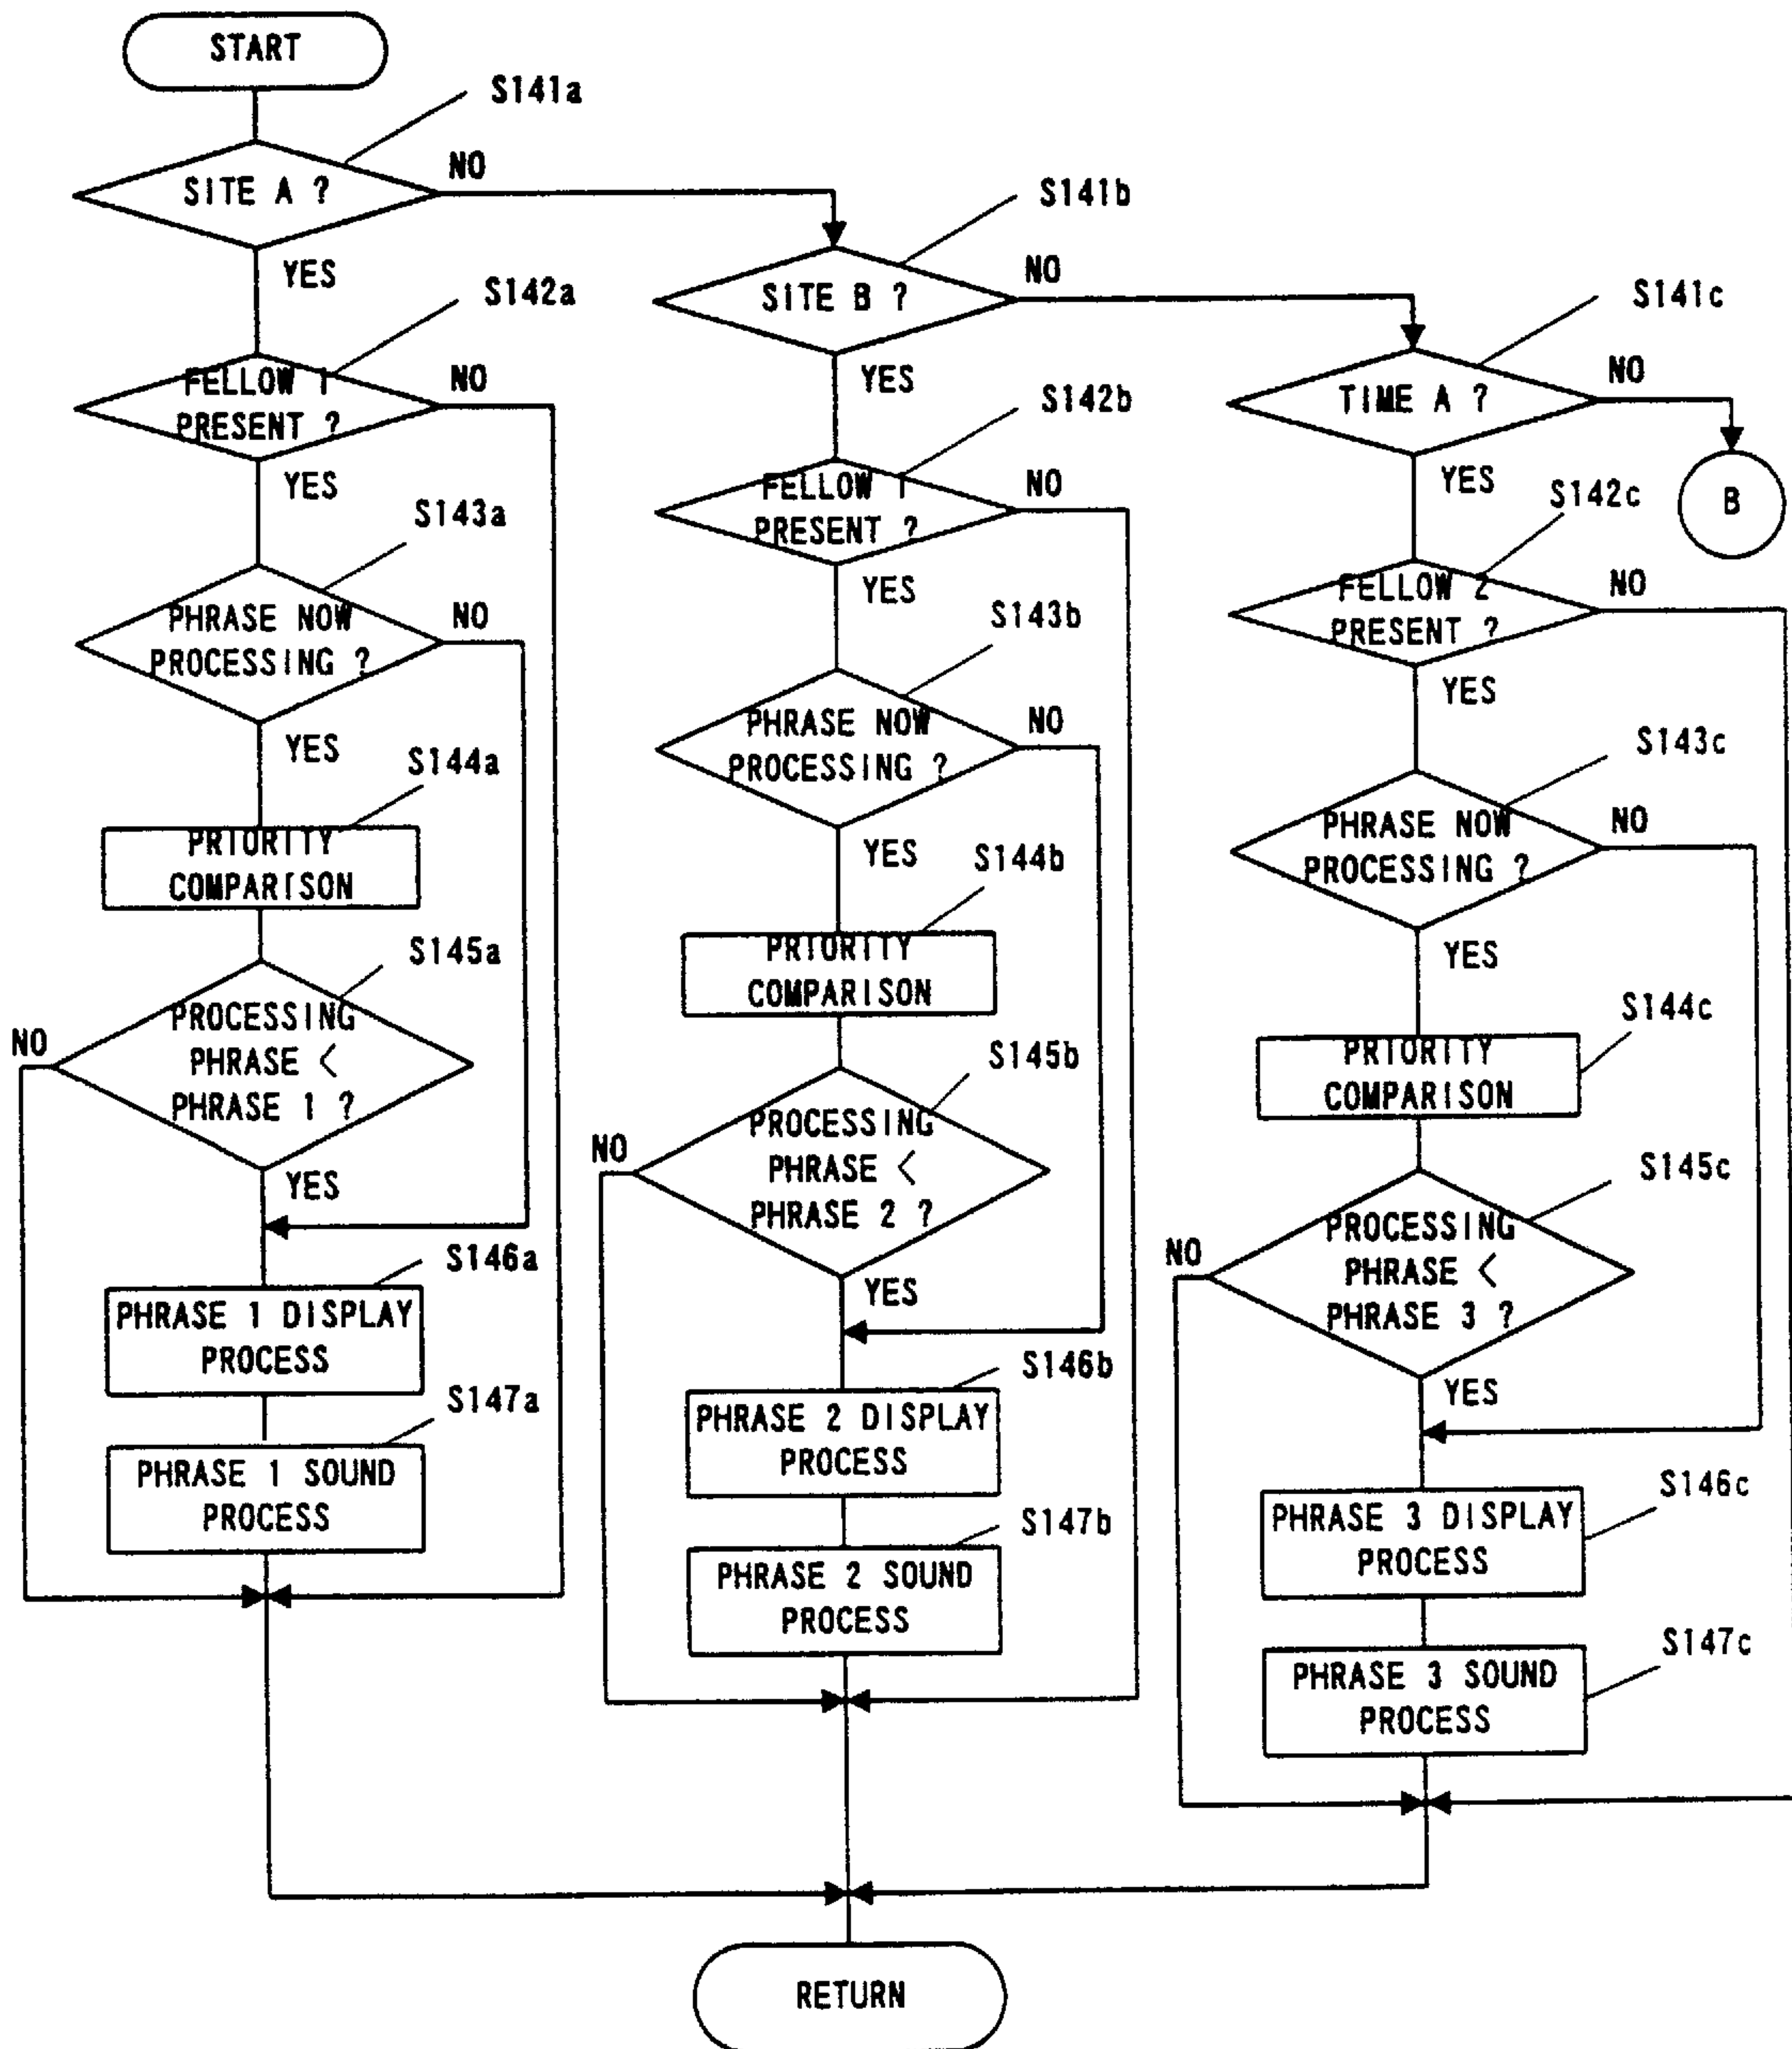 START
S141a
SITE A ?
NO
YES
S142a
FELLOW 1
PRESENT ?
NO
YES
S143a
PHRASE NOW
PROCESSING ?
NO
YES
S144a
PRIORITY
COMPARISON
S145a
PROCESSING
PHRASE <
PHRASE 1 ?
NO
YES
S146a
PHRASE 1 DISPLAY
PROCESS
S147a
PHRASE 1 SOUND
PROCESS
S141b
SITE B ?
NO
YES
S142b
FELLOW 1
PRESENT ?
NO
YES
S143b
PHRASE NOW
PROCESSING ?
NO
YES
S144b
PRIORITY
COMPARISON
S145b
PROCESSING
PHRASE <
PHRASE 2 ?
NO
YES
S146b
PHRASE 2 DISPLAY
PROCESS
S147b
PHRASE 2 SOUND
PROCESS
S141c
TIME A ?
NO
B
YES
S142c
FELLOW 2
PRESENT ?
NO
YES
S143c
PHRASE NOW
PROCESSING ?
NO
YES
S144c
PRIORITY
COMPARISON
S145c
PROCESSING
PHRASE <
PHRASE 3 ?
NO
YES
S146c
PHRASE 3 DISPLAY
PROCESS
S147c
PHRASE 3 SOUND
PROCESS
RETURN